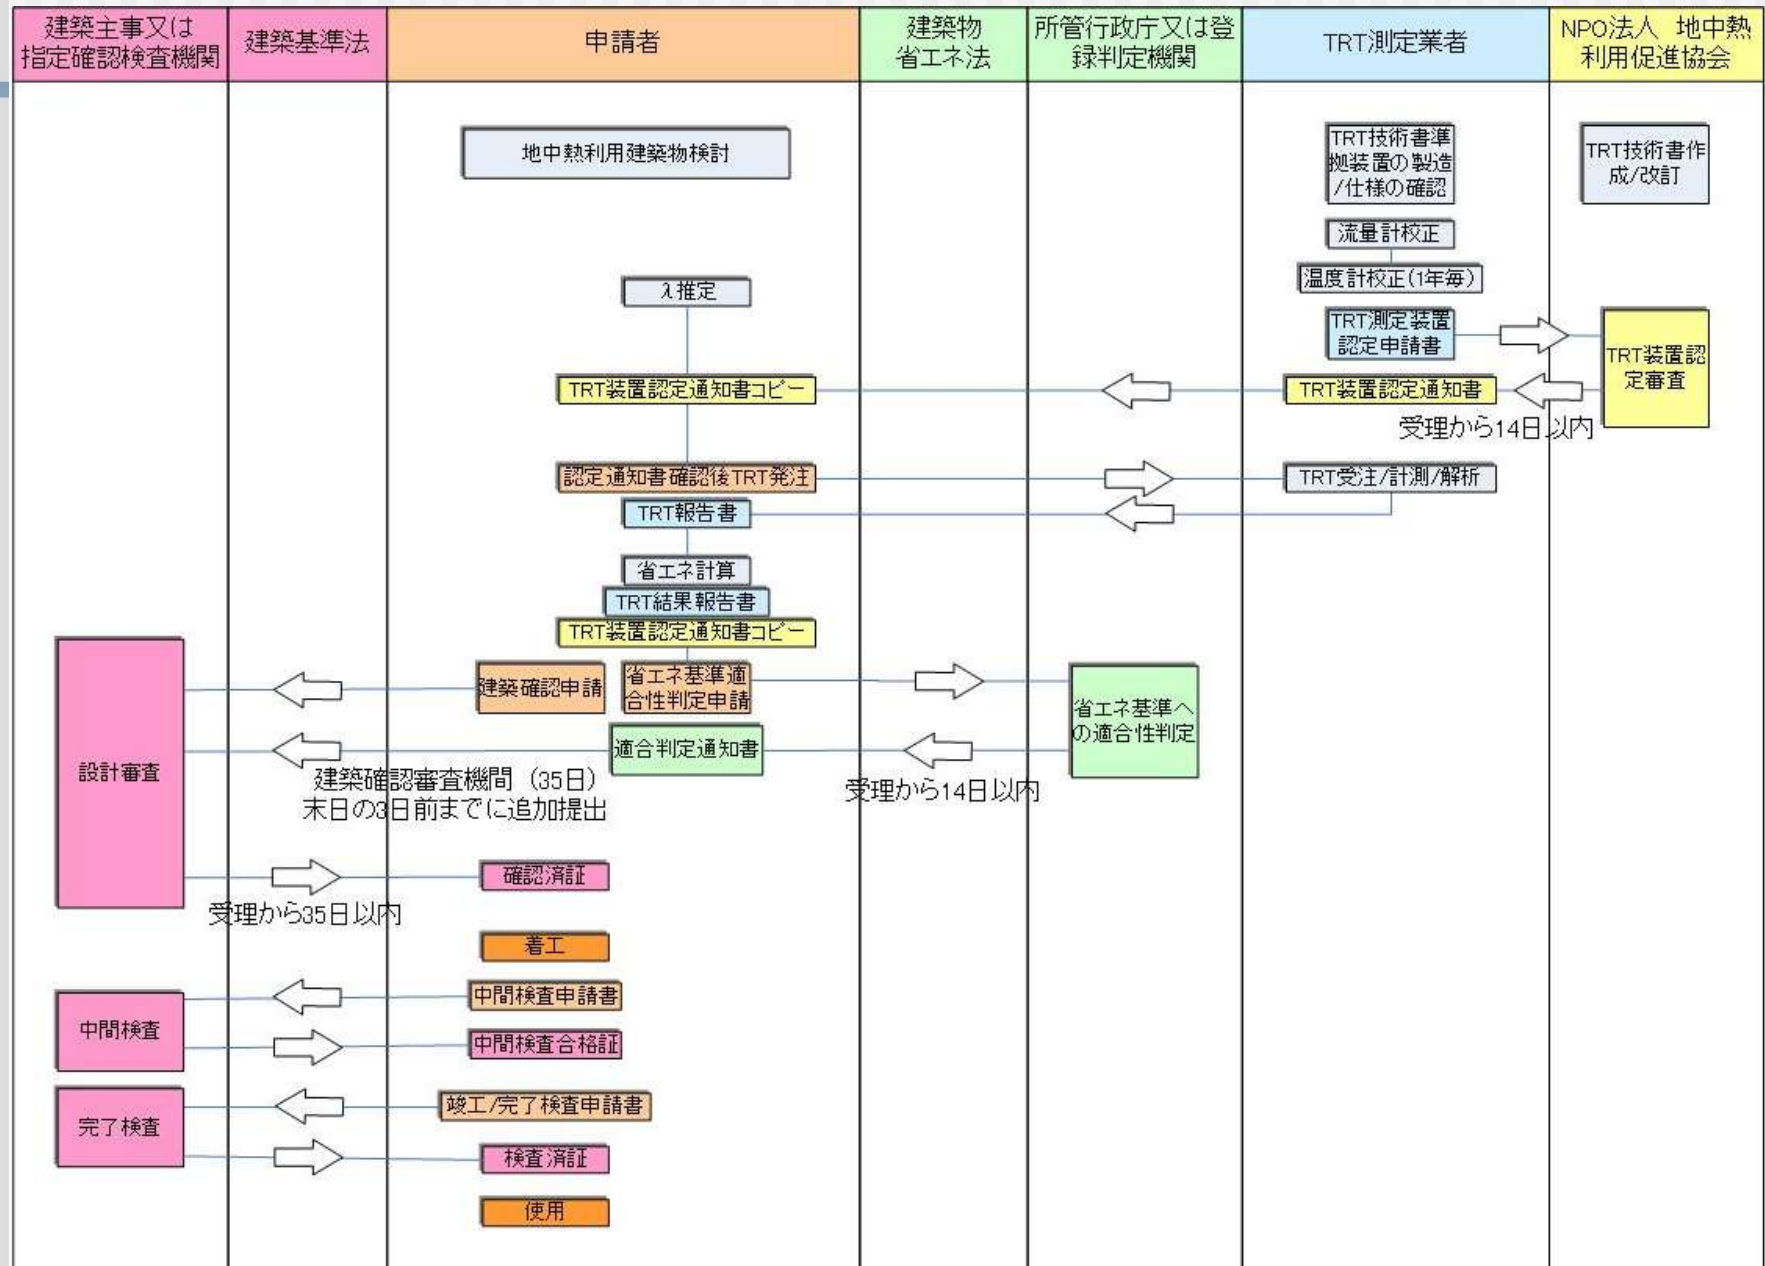 建築主事又は
指定確認検査機関
建築基準法
申請者
建築物
省エネ法
所管行政庁又は登
録判定機関
TRT測定業者
NPO法人 地中熱
利用促進協会
地中熱利用建築物検討
TRT技術書準
拠装置の製造
/仕様の確認
TRT技術書作
成/改訂
流量計校正
温度計校正(1年毎)
λ推定
TRT測定装置
認定申請書
TRT装置認
定審査
TRT装置認定通知書コピー
TRT装置認定通知書
受理から14日以内
認定通知書確認後TRT発注
TRT受注/計測/解析
TRT報告書
省エネ計算
TRT結果報告書
TRT装置認定通知書コピー
建築確認申請
省エネ基準適
合性判定申請
省エネ基準へ
の適合性判定
適合判定通知書
設計審査
建築確認審査機間（35日）
末日の3日前までに追加提出
受理から14日以内
確認済証
受理から35日以内
着工
中間検査申請書
中間検査
中間検査合格証
竣工/完了検査申請書
完了検査
検査済証
使用